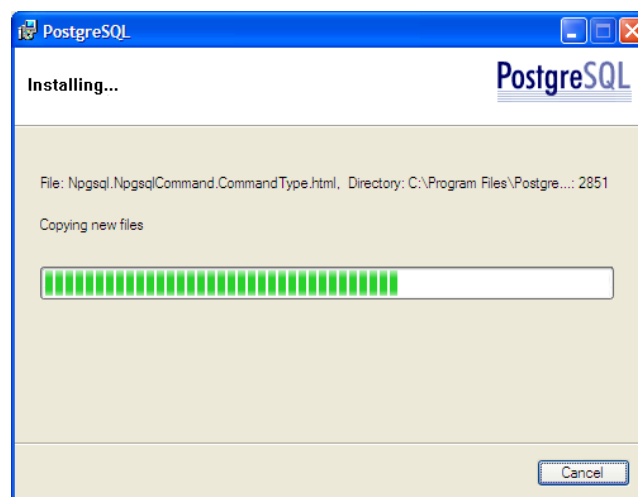 PostgreSQL
Installing...
PostgreSQL
File: Npgsql.NpgsqlCommand.CommandType.html, Directory: C:\Program Files\Postgre...: 2851
Copying new files
Cancel